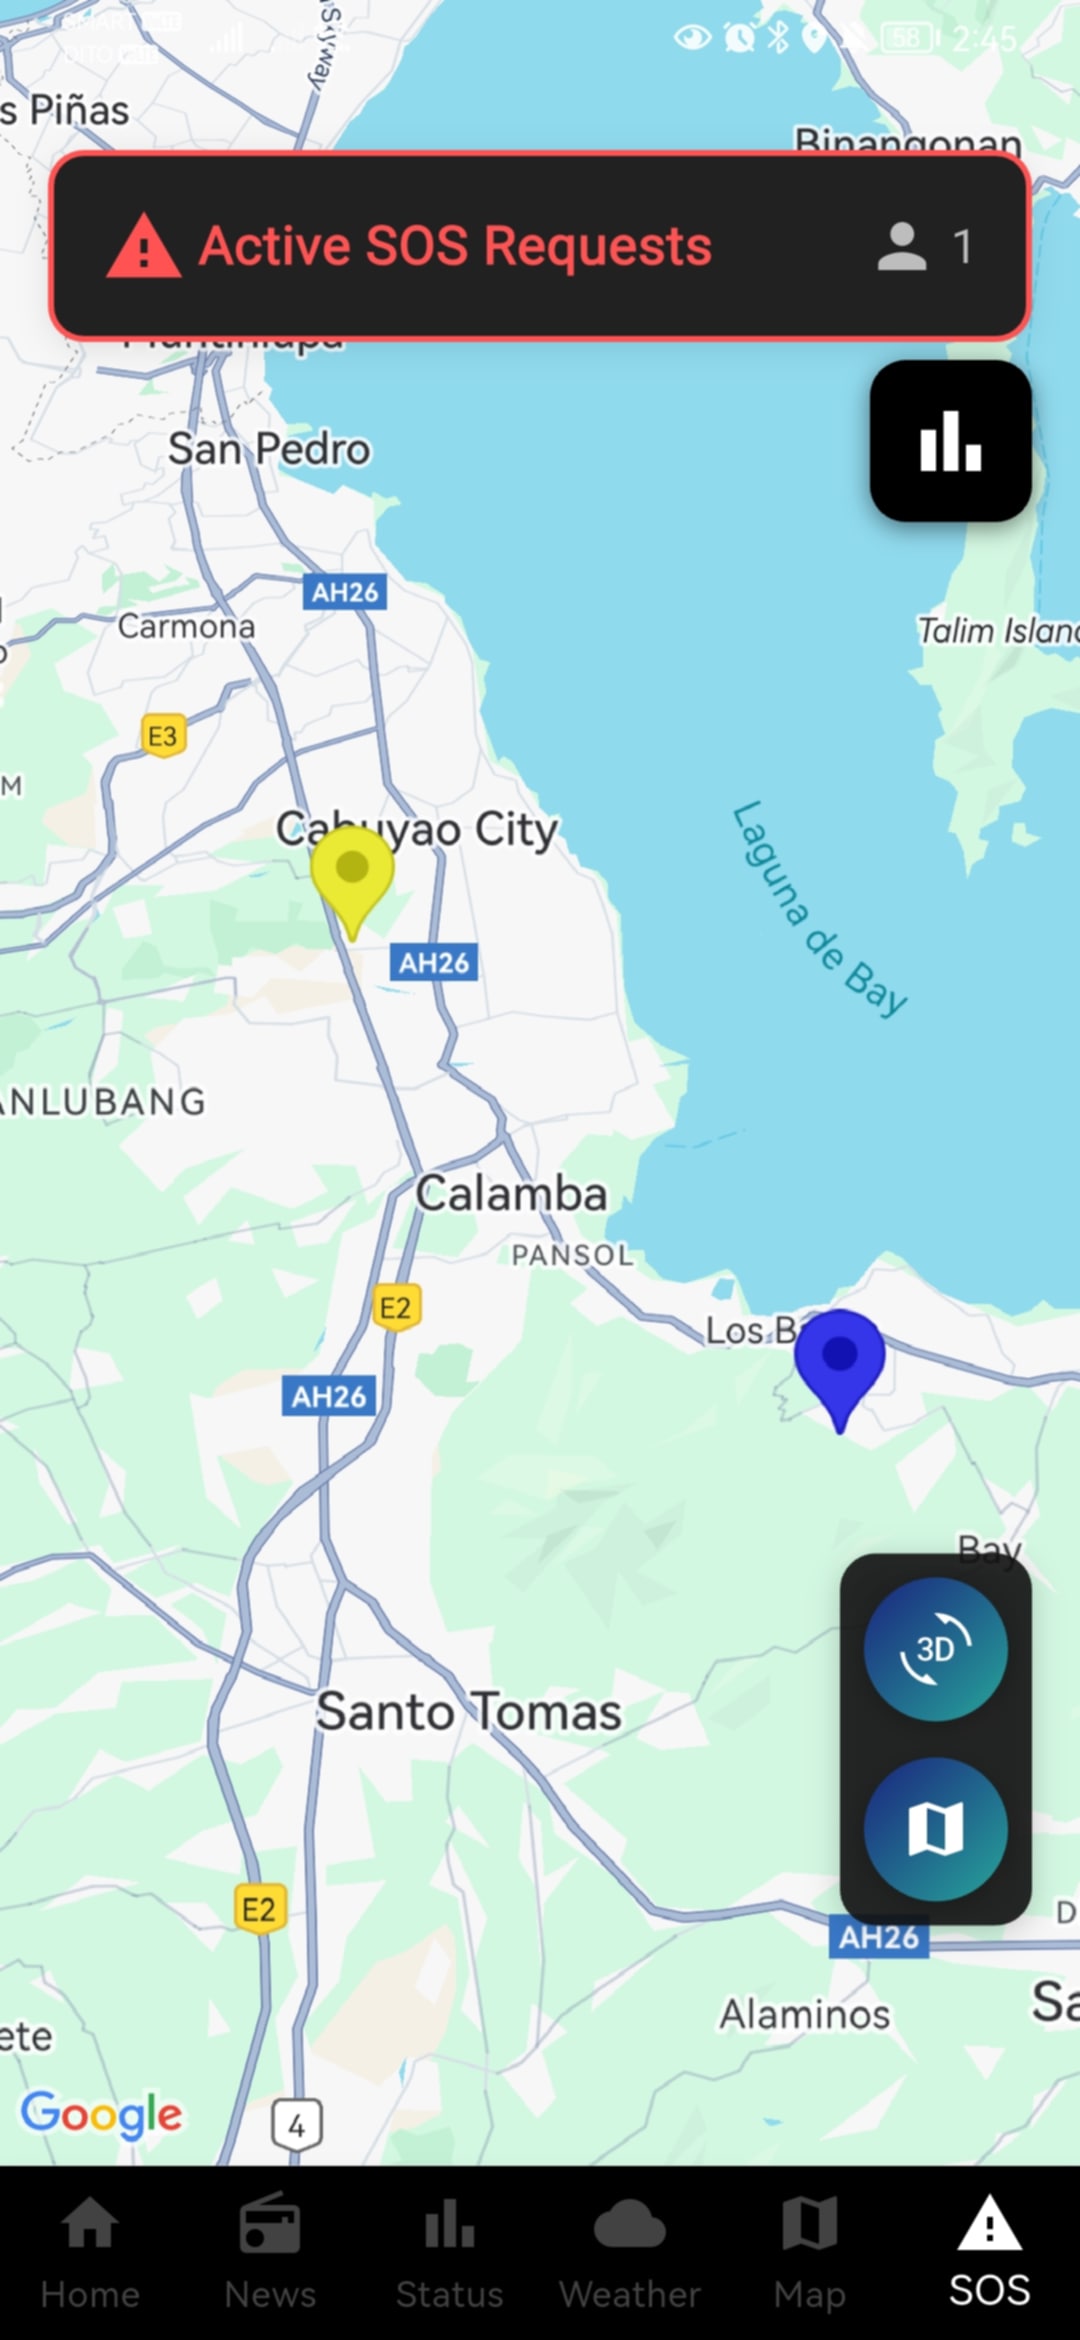 SMART
DITO
58
2:45
Skyway
s Piñas
Binangonan
Active SOS Requests
1
Muntinlupa
San Pedro
AH26
Carmona
Talim Island
E3
M
Cabuyao City
Laguna de Bay
AH26
ANLUBANG
Calamba
PANSOL
E2
Los Ba
AH26
Bay
3D
Santo Tomas
E2
D
AH26
Sa
Alaminos
ete
Google
4
Home
News
Status
Weather
Map
SOS